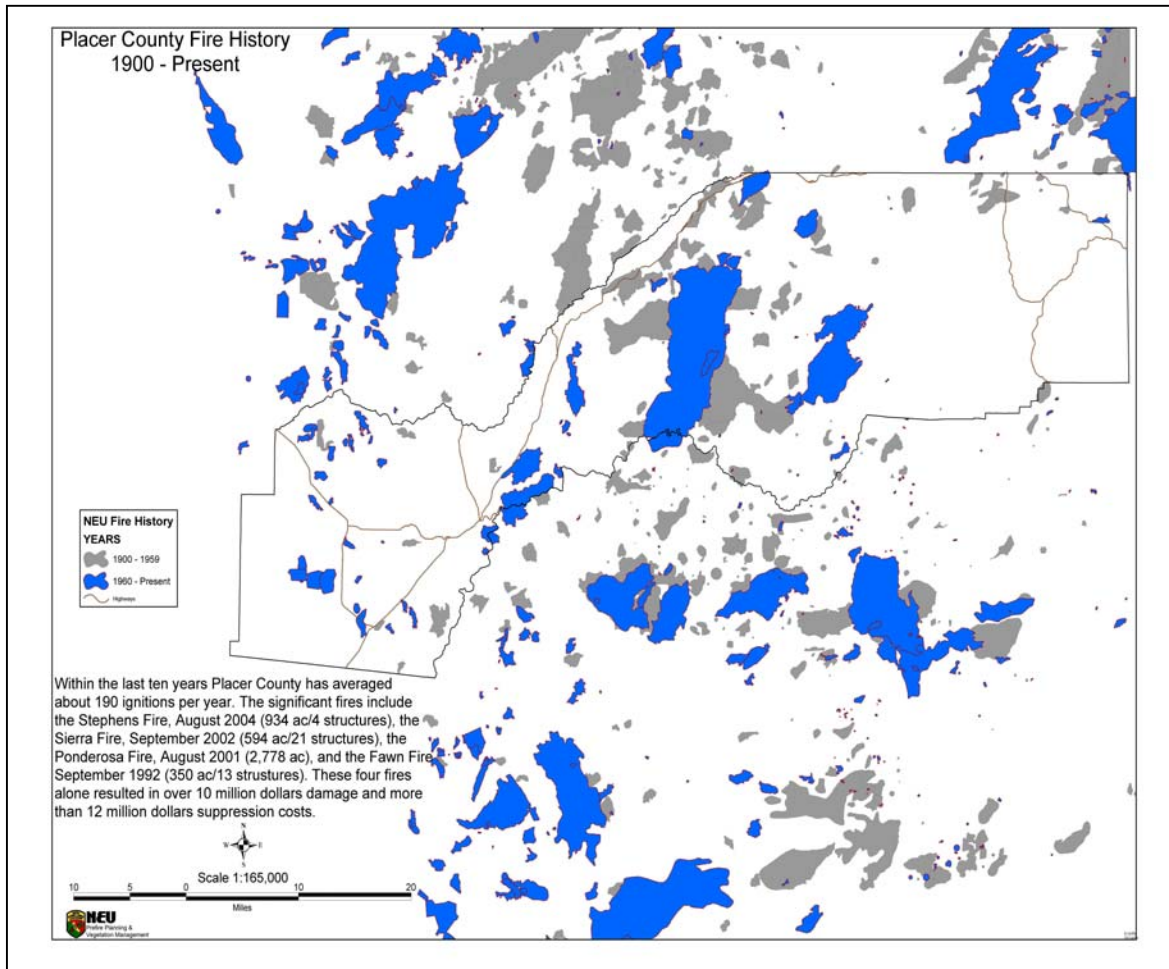 Placer County Fire History
1900 - Present
NEU Fire History
YEARS
1900 - 1959
1960 - Present
Highways
Within the last ten years Placer County has averaged
about 190 ignitions per year. The significant fires include
the Stephens Fire, August 2004 (934 ac/4 structures), the
Sierra Fire, September 2002 (594 ac/21 structures), the
Ponderosa Fire, August 2001 (2,778 ac), and the Fawn Fire
September 1992 (350 ac/13 strustures). These four fires
alone resulted in over 10 million dollars damage and more
than 12 million dollars suppression costs.
N
W E
S
Scale 1:165,000
10 5 0 10 20
Miles
NEU
Prefire Planning &
Vegetation Management